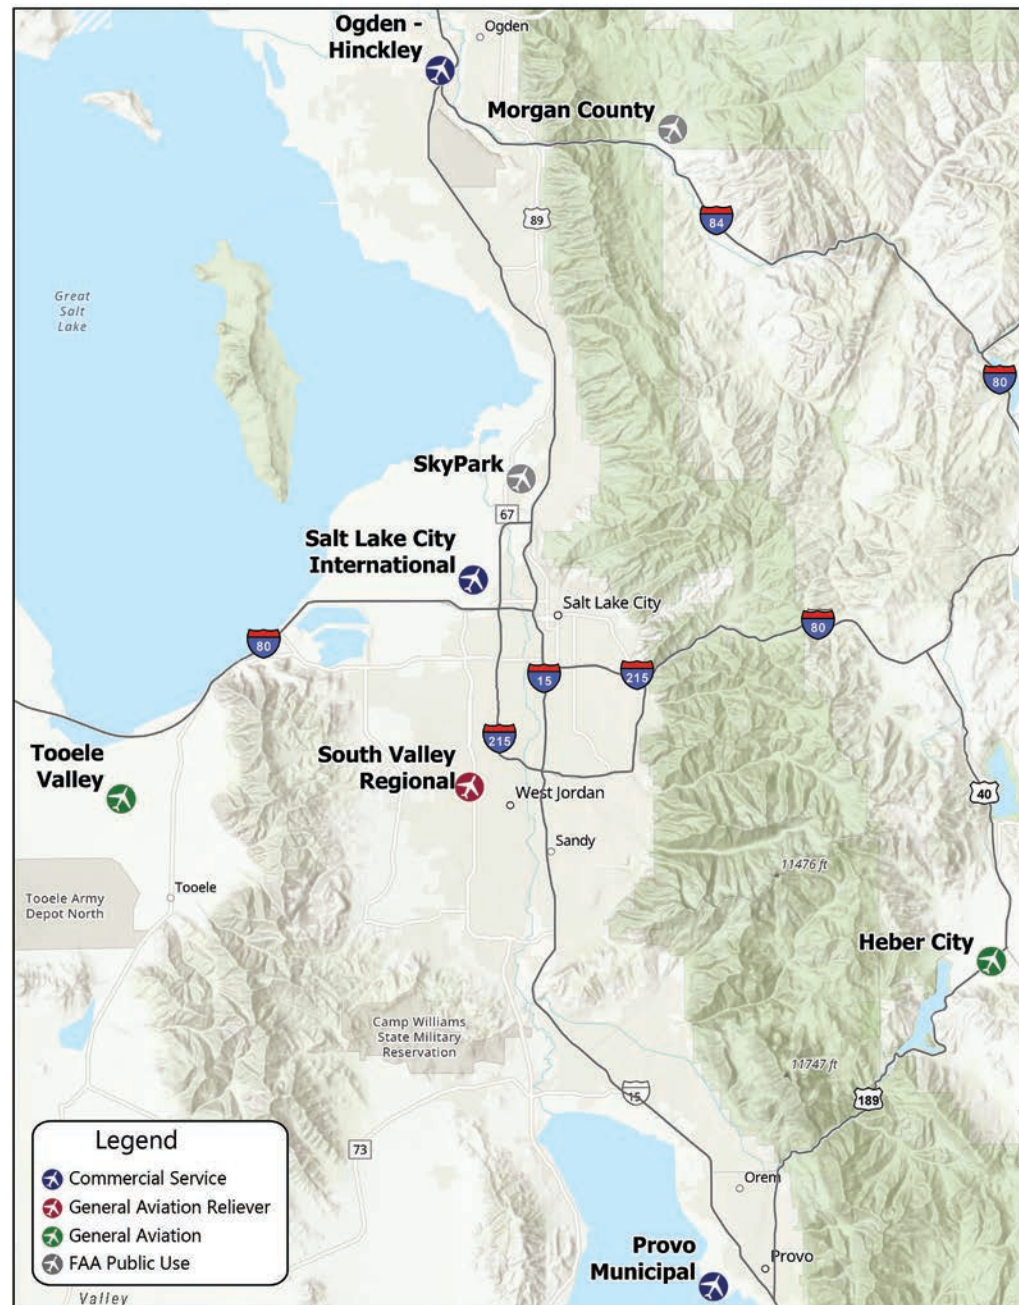 Ogden -
Hinckley
Ogden
Morgan County
89
84
Great
Salt
Lake
80
SkyPark
67
Salt Lake City
International
Salt Lake City
80
80
15
215
215
Tooele
Valley
South Valley
Regional
West Jordan
40
Sandy
11476 ft
Tooele
Tooele Army
Depot North
Heber City
Camp Williams
State Military
Reservation
11747 ft
15
189
73
Orem
Provo
Municipal
Provo
Legend
Commercial Service
General Aviation Reliever
General Aviation
FAA Public Use
Valley